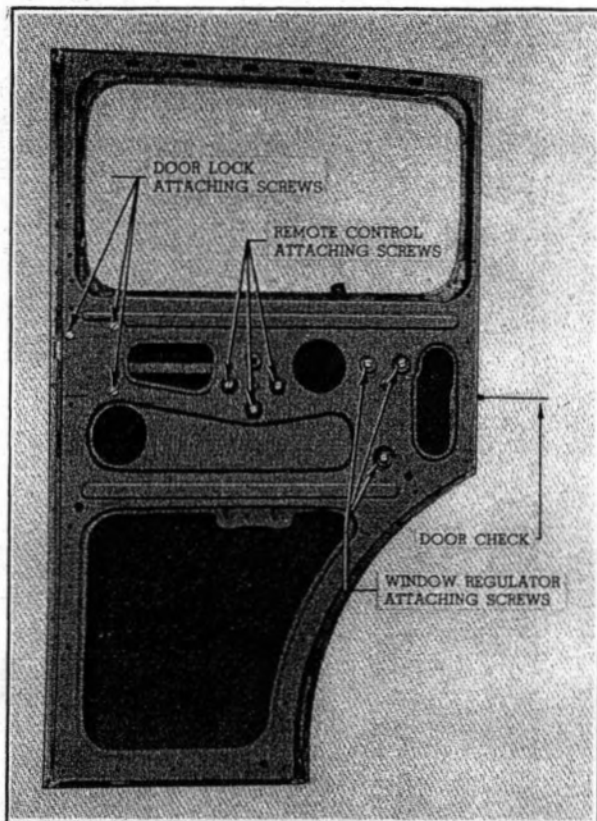 DOOR LOCK
ATTACHING SCREWS
REMOTE CONTROL
ATTACHING SCREWS
DOOR CHECK
WINDOW REGULATOR
ATTACHING SCREWS